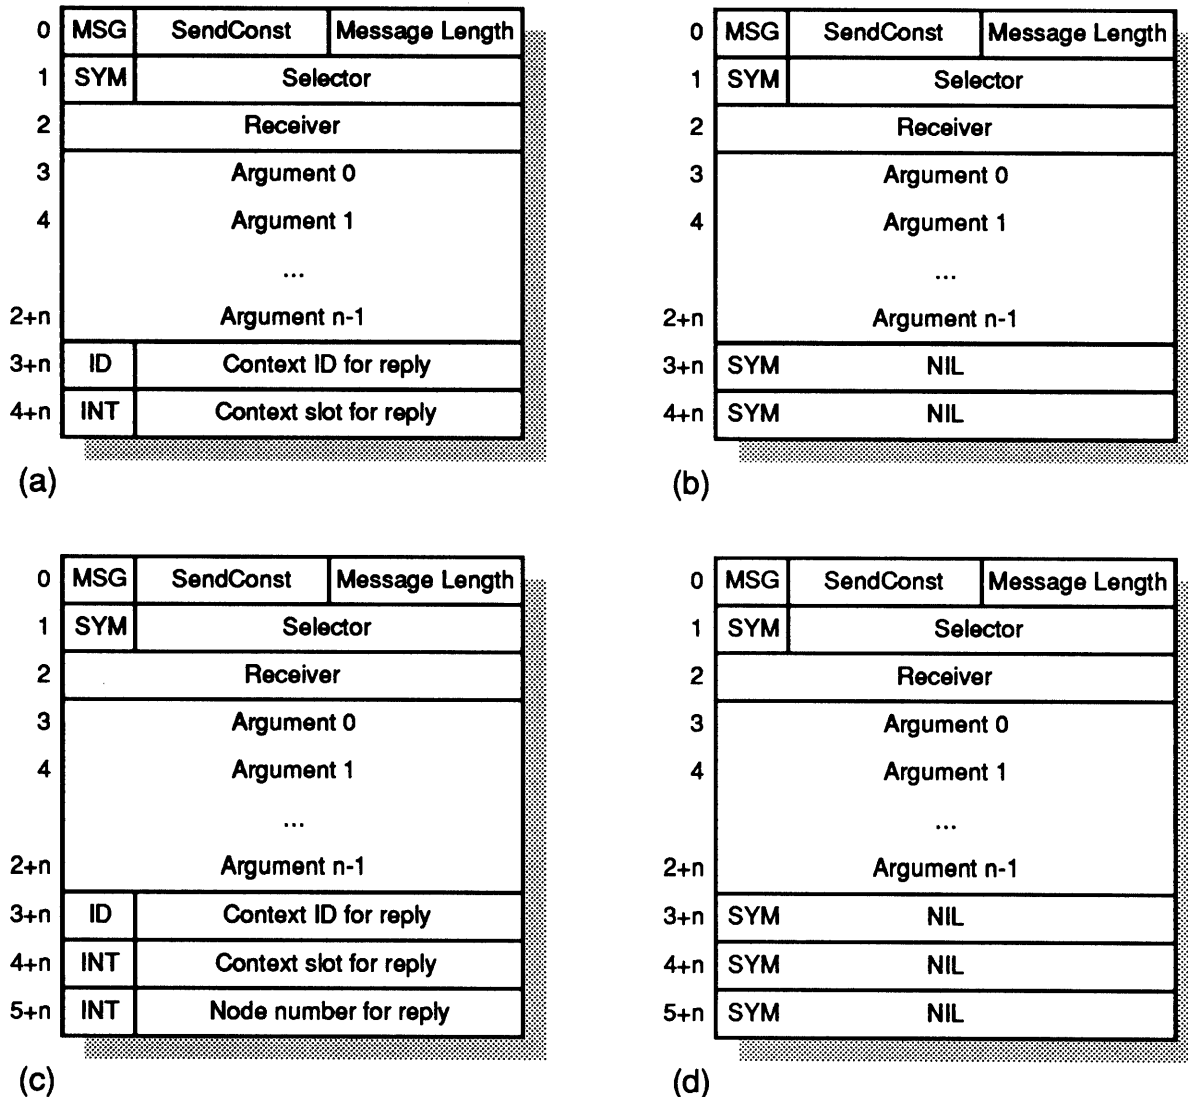 0 MSG SendConst Message Length
1 SYM Selector
2 Receiver
3 Argument 0
4 Argument 1
...
2+n Argument n-1
3+n ID Context ID for reply
4+n INT Context slot for reply
(a)
0 MSG SendConst Message Length
1 SYM Selector
2 Receiver
3 Argument 0
4 Argument 1
...
2+n Argument n-1
3+n SYM NIL
4+n SYM NIL
(b)
0 MSG SendConst Message Length
1 SYM Selector
2 Receiver
3 Argument 0
4 Argument 1
...
2+n Argument n-1
3+n ID Context ID for reply
4+n INT Context slot for reply
5+n INT Node number for reply
(c)
0 MSG SendConst Message Length
1 SYM Selector
2 Receiver
3 Argument 0
4 Argument 1
...
2+n Argument n-1
3+n SYM NIL
4+n SYM NIL
5+n SYM NIL
(d)